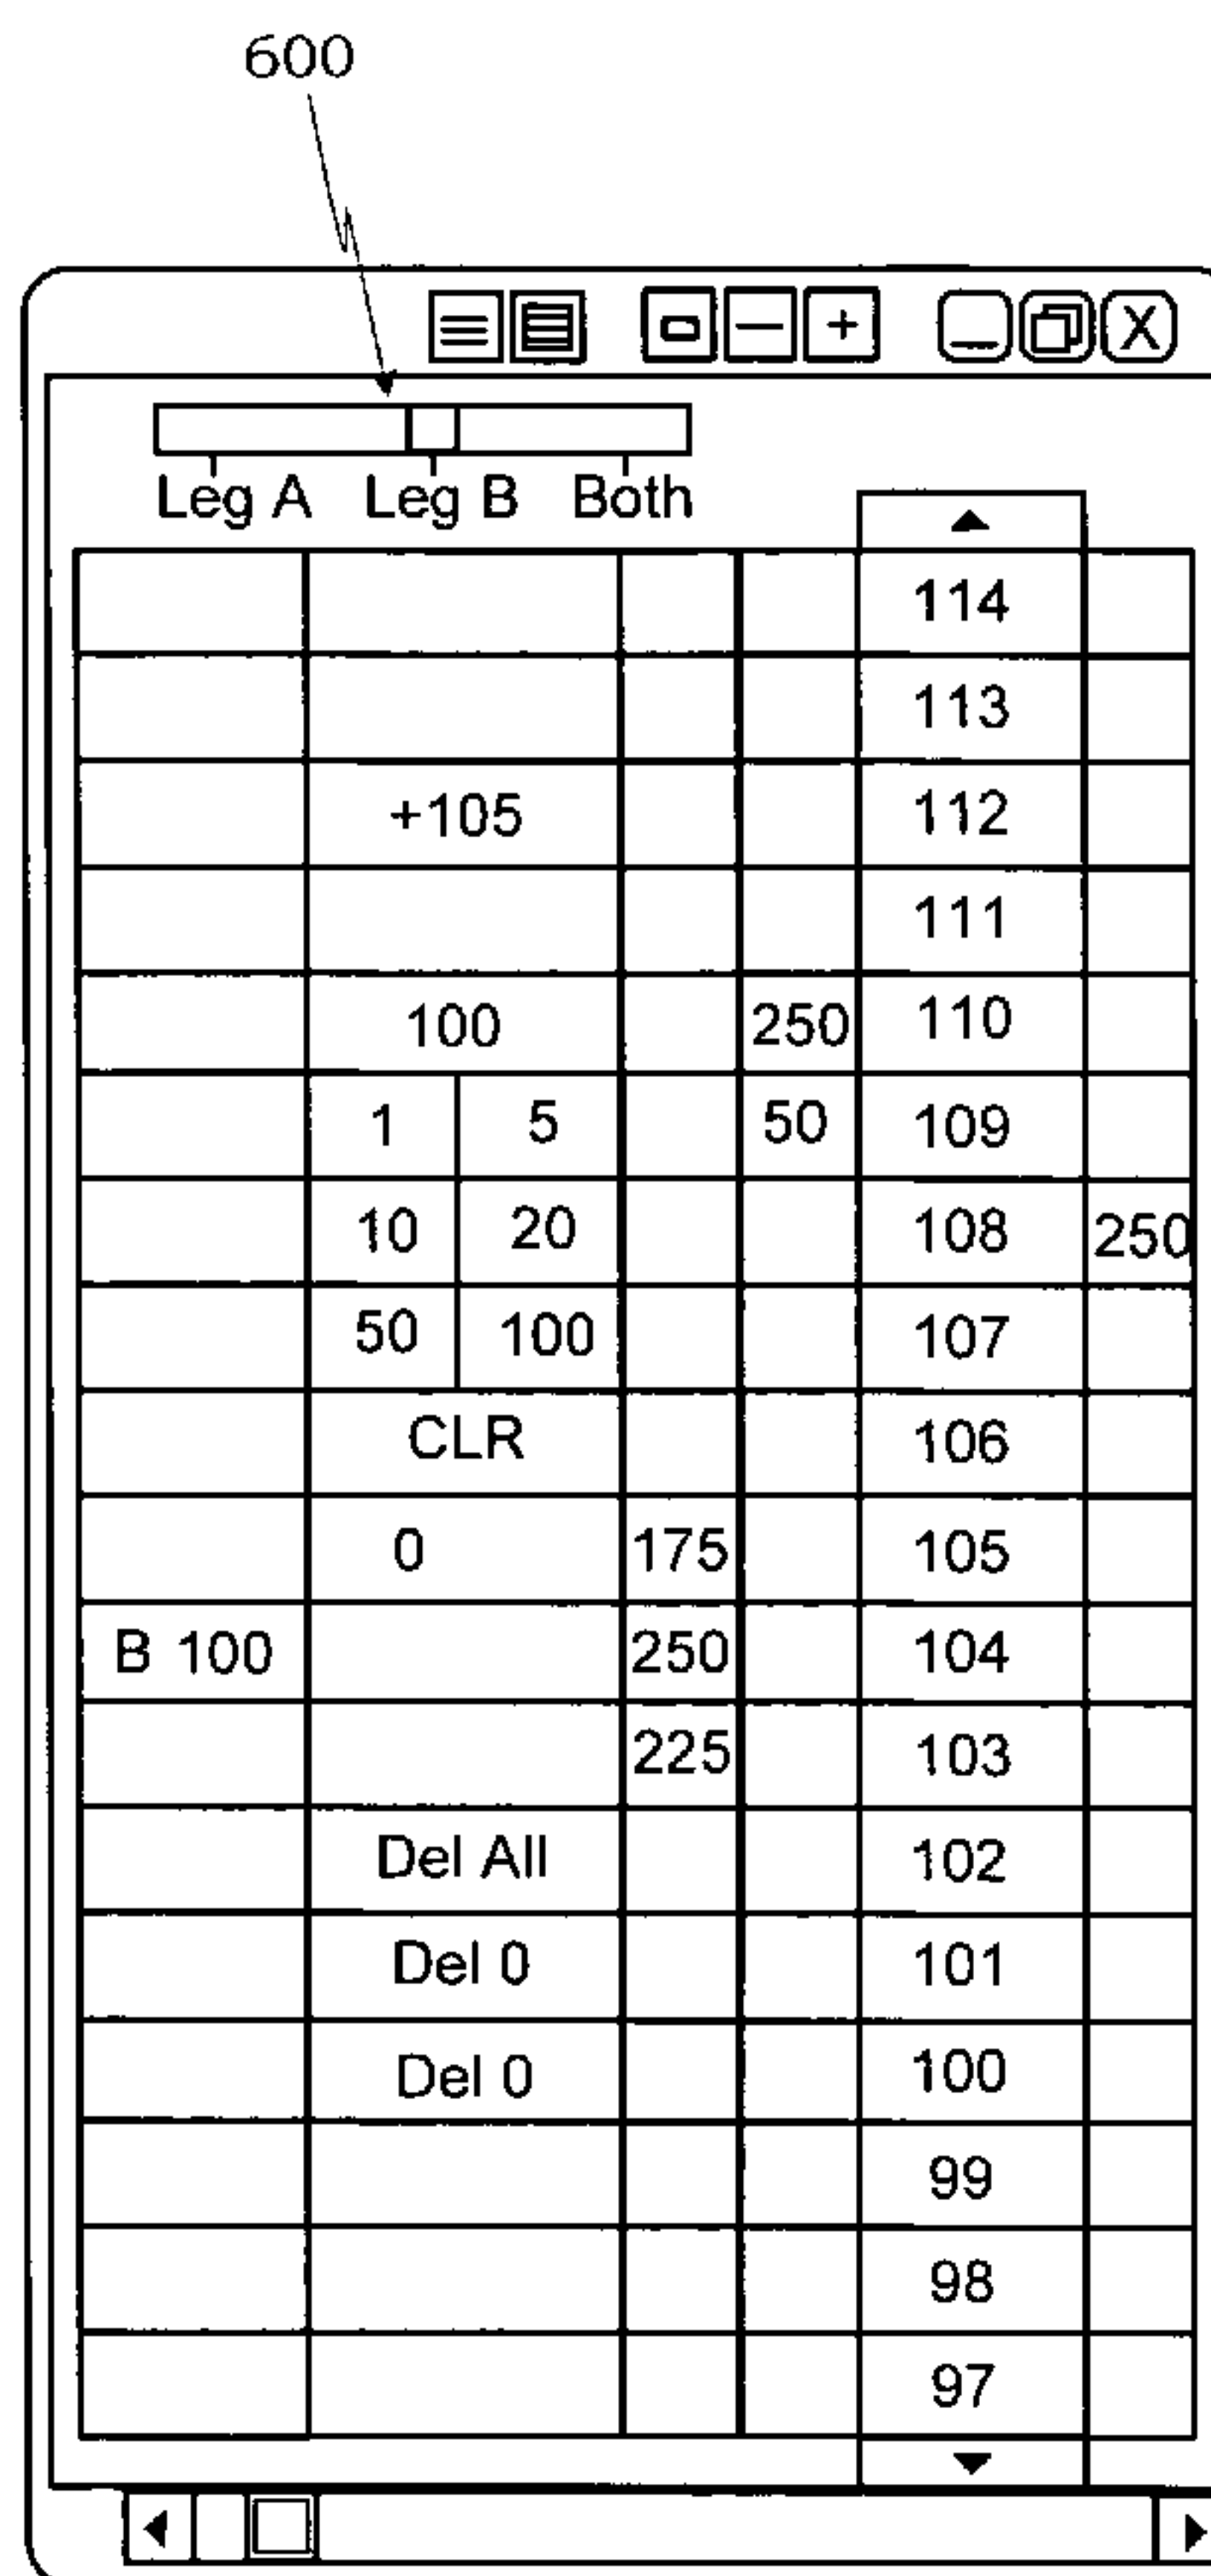 600
X
Leg A Leg B Both
114
113
+105 112
111
100 250 110
1 5 50 109
10 20 108 250
50 100 107
CLR 106
0 175 105
B 100 250 104
225 103
Del All 102
Del 0 101
Del 0 100
99
98
97